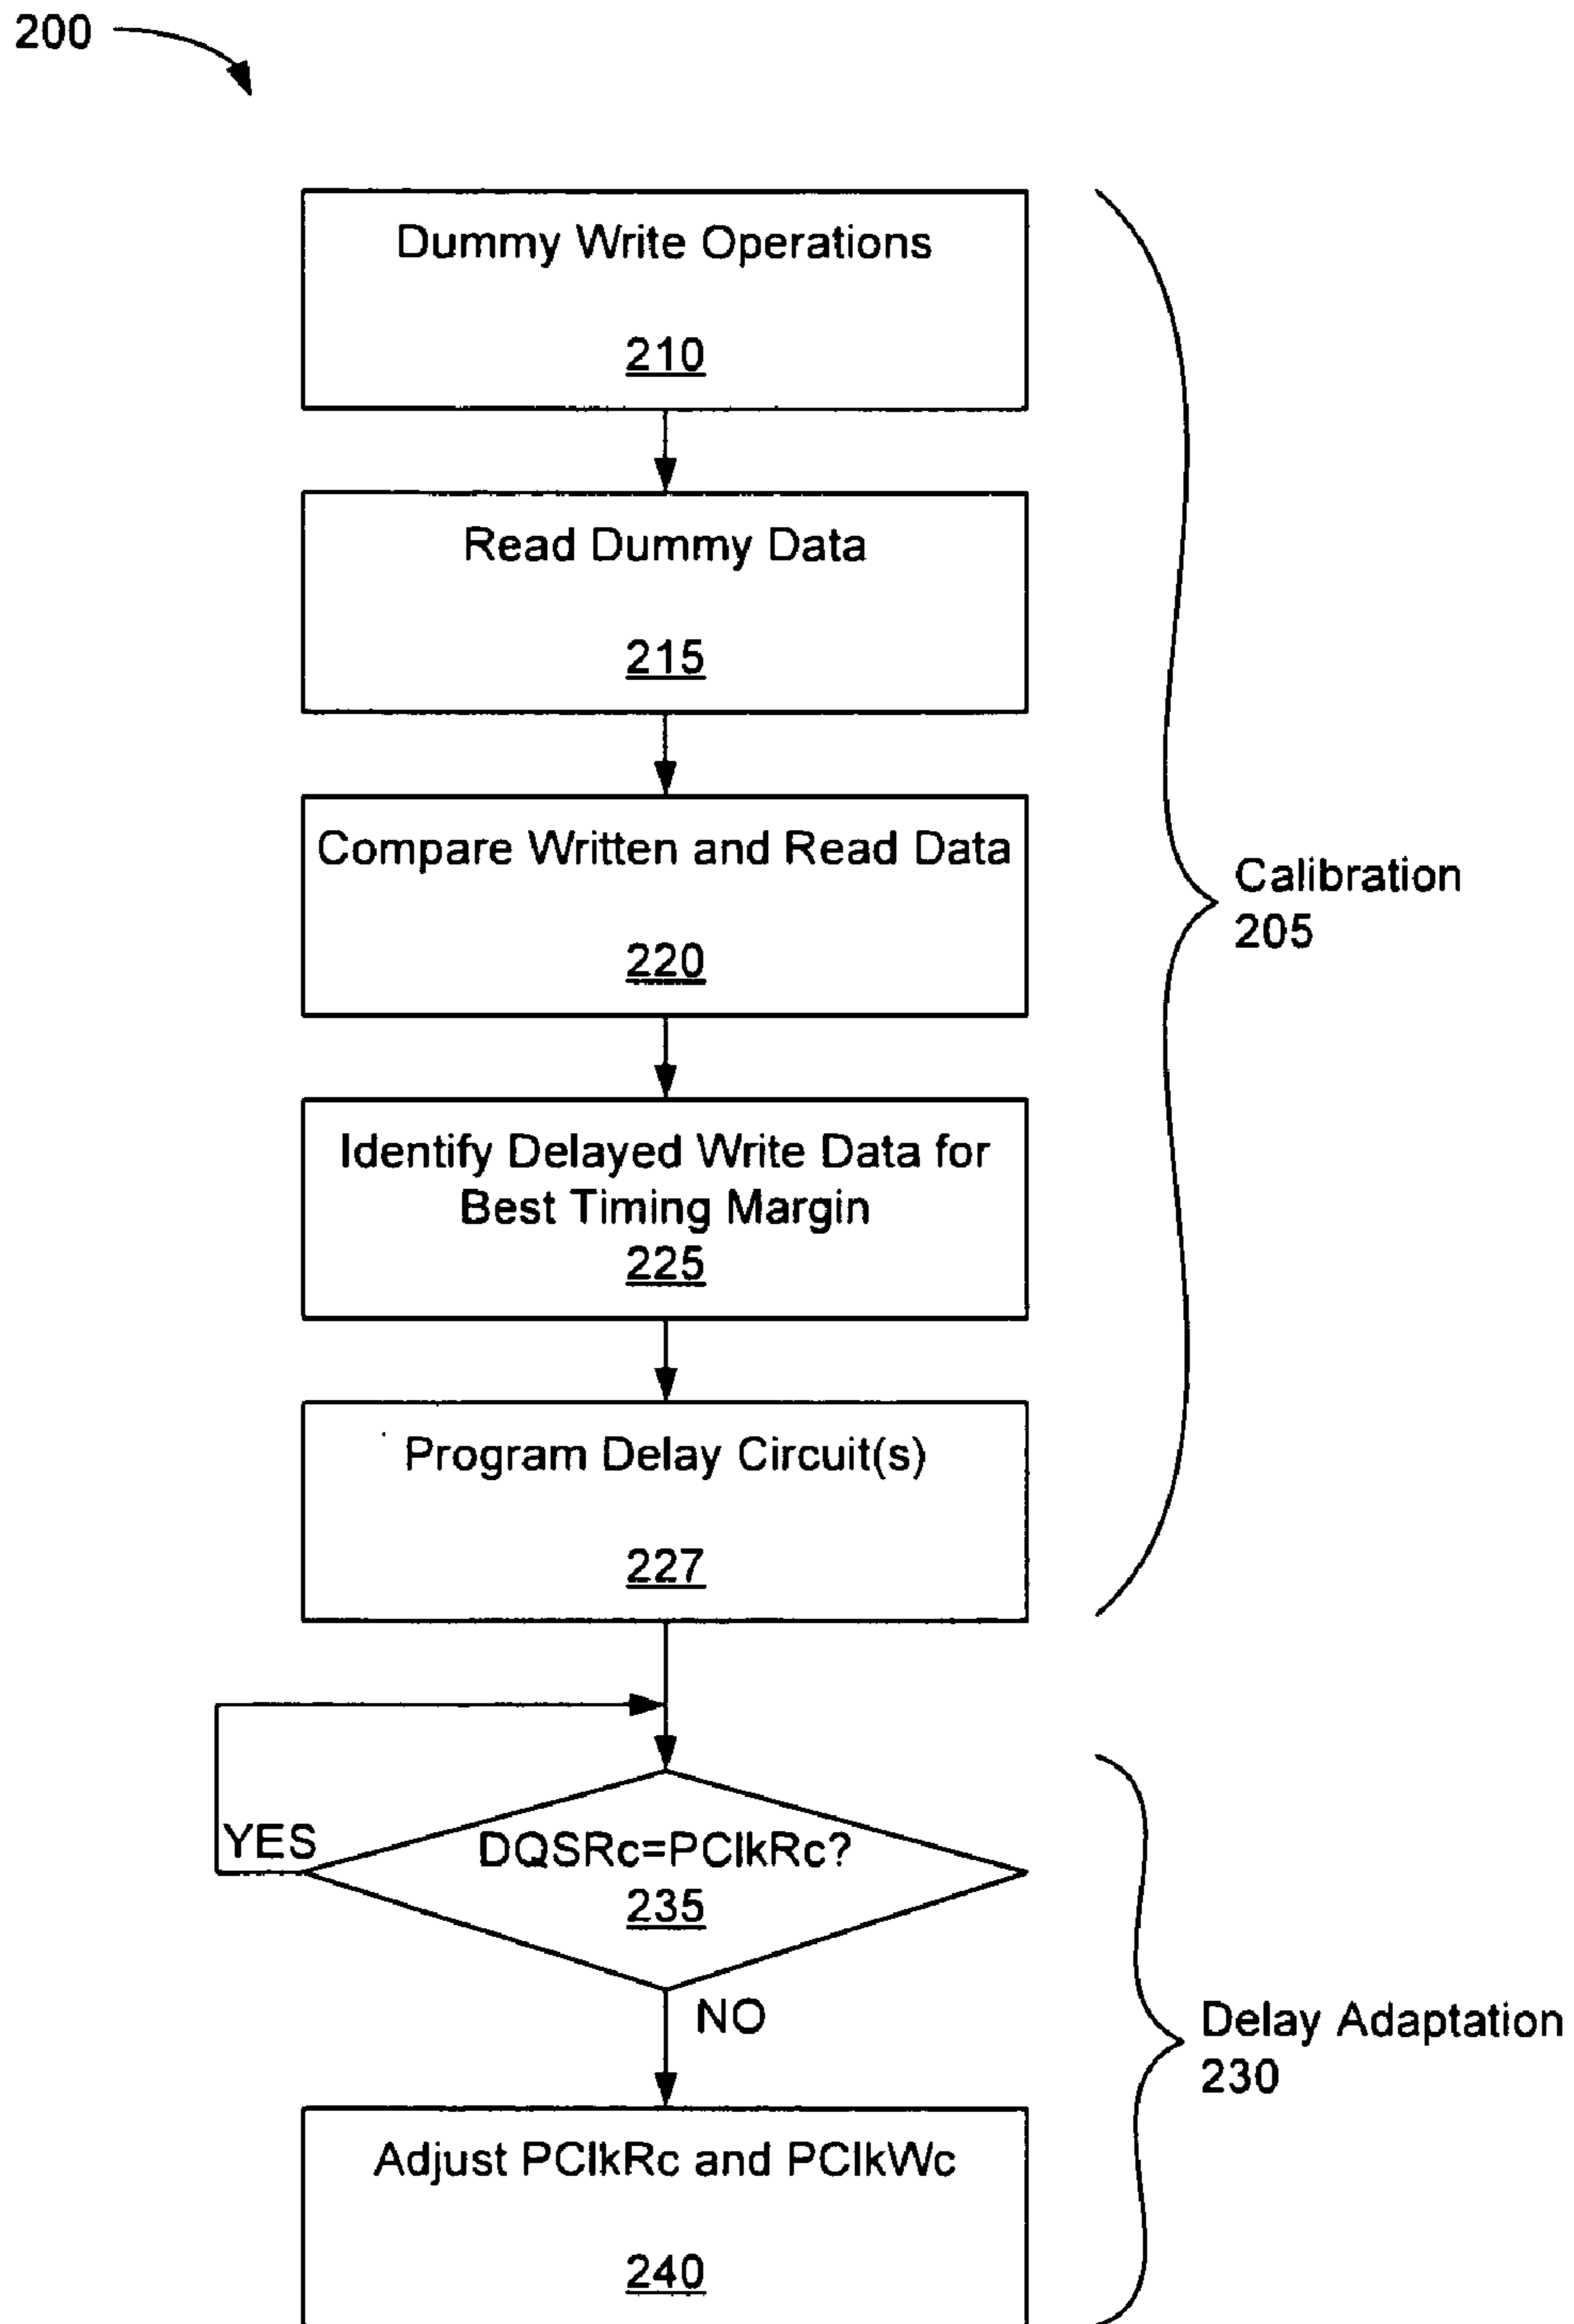 200
Dummy Write Operations
210
Read Dummy Data
215
Compare Written and Read Data
220
Calibration
205
Identify Delayed Write Data for
Best Timing Margin
225
Program Delay Circuit(s)
227
YES
DQSRc=PClkRc?
235
NO
Delay Adaptation
230
Adjust PClkRc and PClkWc
240